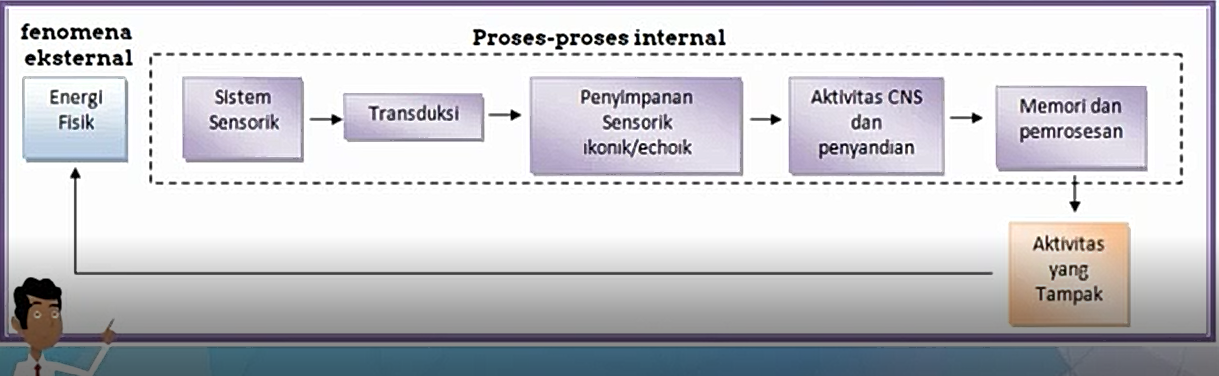 fenomena
eksternal
Proses-proses internal
Energi
Fisik
Sistem
Sensorik
Transduksi
Penyimpanan
Sensorik
ikonik/echoik
Aktivitas CNS
dan
penyandian
Memori dan
pemrosesan
Aktivitas
yang
Tampak